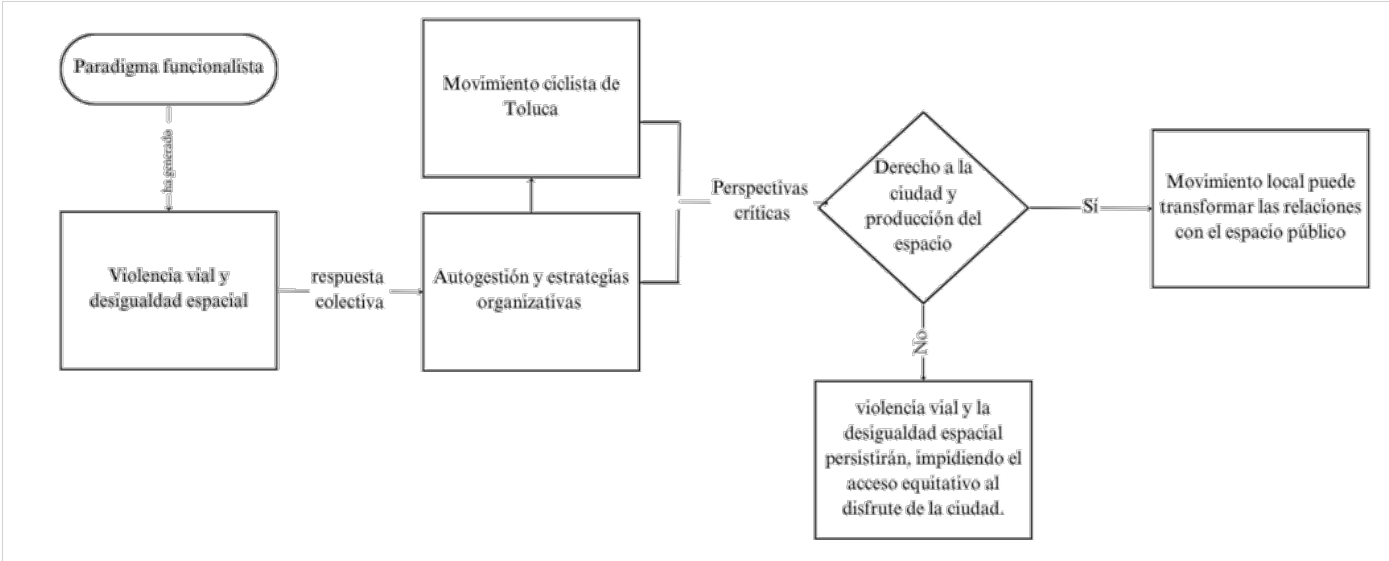 Paradigma funcionalista
ha generado
Violencia vial y
desigualdad espacial
respuesta
colectiva
Movimiento ciclista de
Toluca
Autogestión y estrategias
organizativas
Perspectivas
críticas
Derecho a la
ciudad y
producción del
espacio
Sí
Movimiento local puede
transformar las relaciones
con el espacio público
No
violencia vial y la
desigualdad espacial
persistirán, impidiendo el
acceso equitativo al
disfrute de la ciudad.